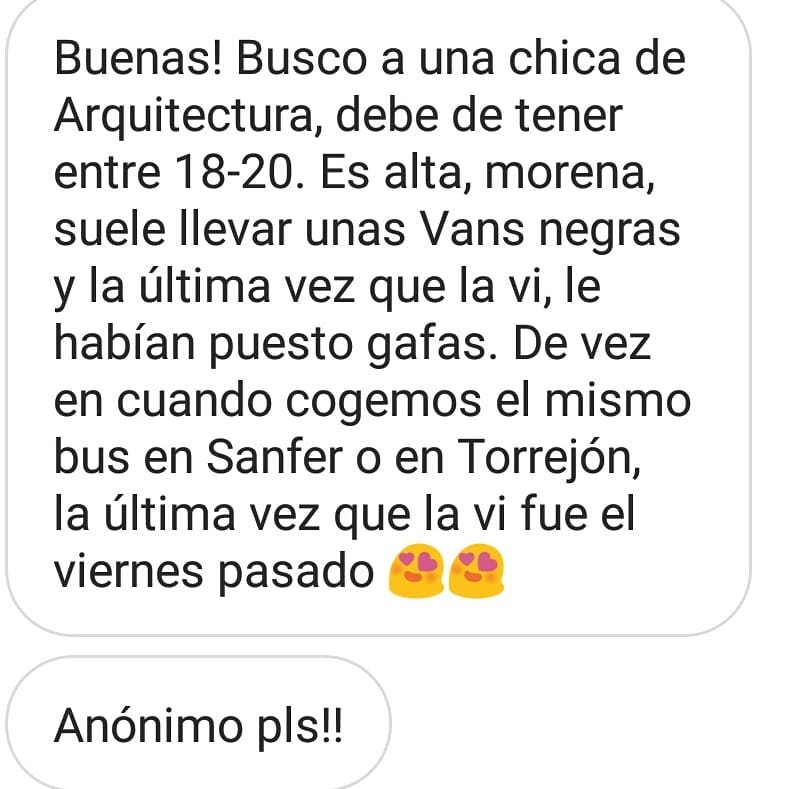 Buenas! Busco a una chica de
Arquitectura, debe de tener
entre 18-20. Es alta, morena,
suele llevar unas Vans negras
y la última vez que la vi, le
habían puesto gafas. De vez
en cuando cogemos el mismo
bus en Sanfer o en Torrejón,
la última vez que la vi fue el
viernes pasado 😍😍
Anónimo pls!!